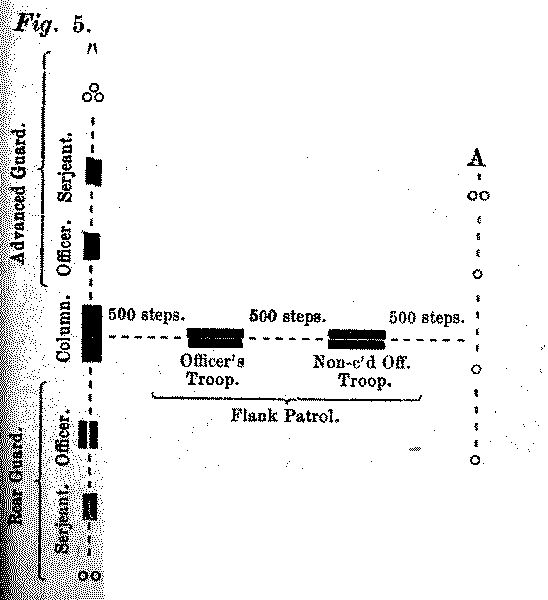 Fig. 5.
Advanced Guard.
Serjeant.
Officer.
Column.
A
500 steps.
500 steps.
500 steps.
Officer's
Troop.
Non-c'd Off.
Troop.
Flank Patrol.
Rear Guard.
Officer.
Serjeant.